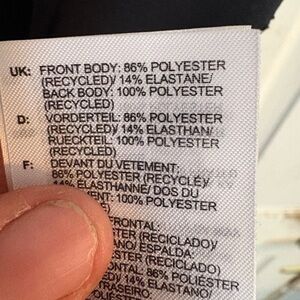 UK: FRONT BODY: 86% POLYESTER
(RECYCLED)/ 14% ELASTANE/
BACK BODY: 100% POLYESTER
(RECYCLED)
D: VORDERTEIL: 86% POLYESTER
(RECYCLED)/ 14% ELASTHAN/
RUECKTEIL: 100% POLYESTER
(RECYCLED)
F: DEVANT DU VETEMENT:
86% POLYESTER (RECYCLE)/
14% ELASTHANNE/ DOS DU
100% POLYESTER
FRONTAL:
(RECICLADO)/
ESPALDA:
(RECICLADO)
86% POLIÉSTER
14% ELASTANO/
TRASEIRO: